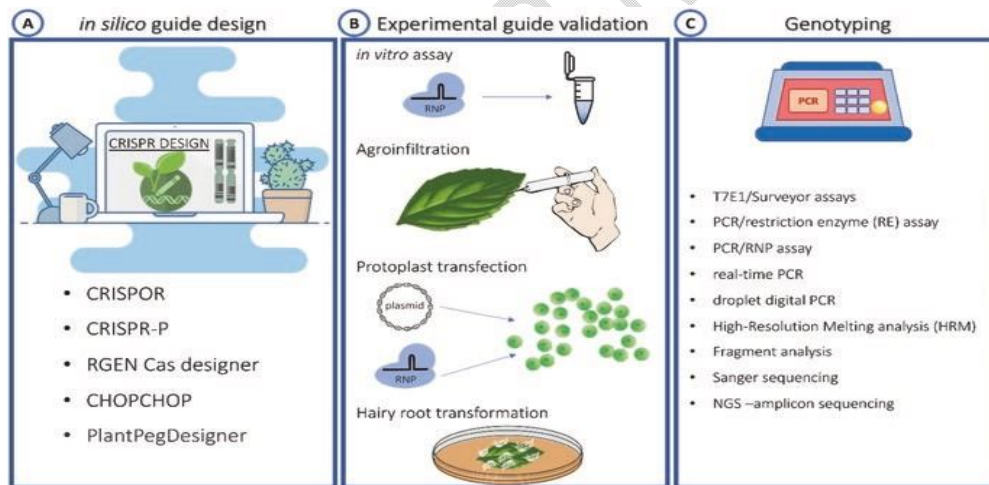 A
in silico guide design
CRISPR DESIGN
• CRISPOR
• CRISPR-P
• RGEN Cas designer
• CHOPCHOP
• PlantPegDesigner
B
Experimental guide validation
in vitro assay
RNP
Agroinfiltration
Protoplast transfection
plasmid
RNP
Hairy root transformation
C
Genotyping
PCR
• T7E1/Surveyor assays
• PCR/restriction enzyme (RE) assay
• PCR/RNP assay
• real-time PCR
• droplet digital PCR
• High-Resolution Melting analysis (HRM)
• Fragment analysis
• Sanger sequencing
• NGS –amplicon sequencing